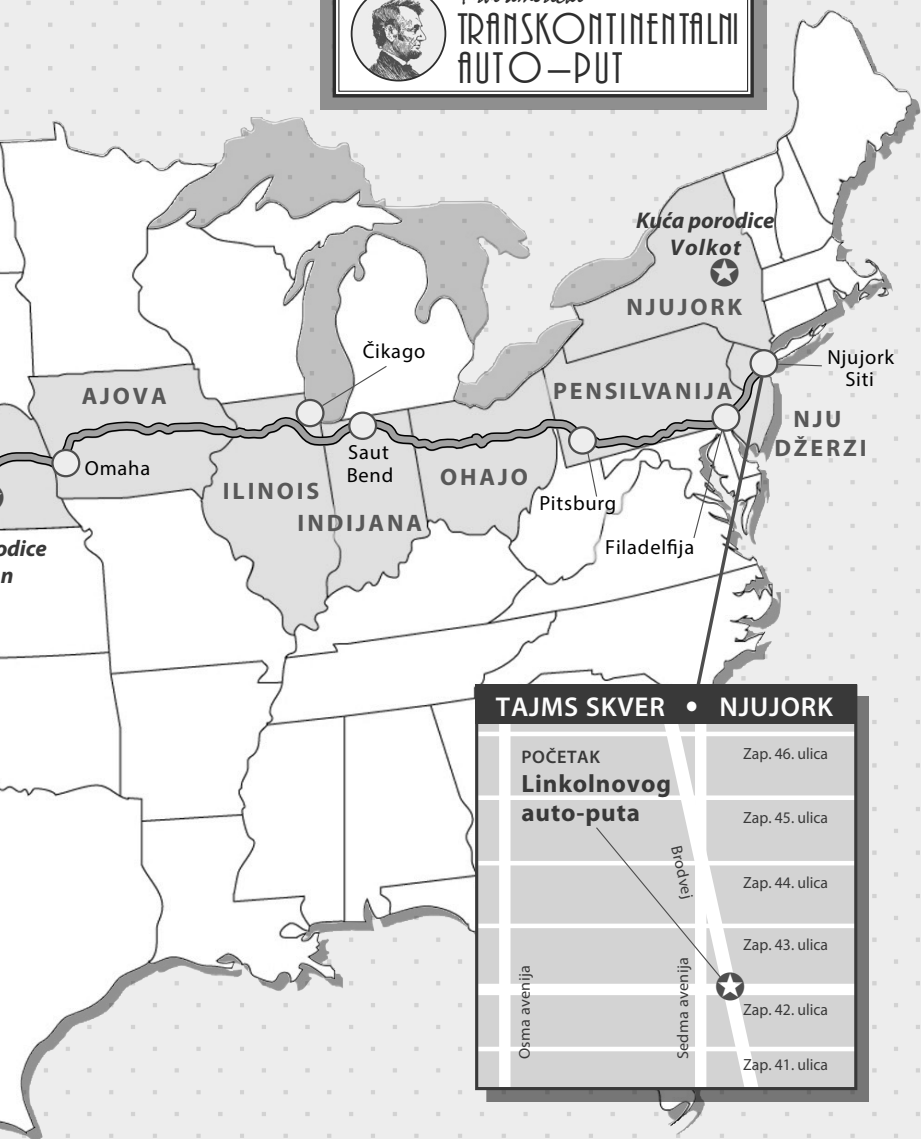 TRANSKONTINENTALNI
AUTO–PUT
Kuća porodice
Volkot
NJUJORK
Čikago
Njujork
Siti
AJOVA
PENSILVANIJA
NJU
DŽERZI
Omaha
Saut
Bend
OHAJO
ILINOIS
INDIJANA
Pitsburg
Filadelfija
TAJMS SKVER • NJUJORK
POČETAK
Linkolnovog
auto-puta
Zap. 46. ulica
Zap. 45. ulica
Brodvej
Zap. 44. ulica
Zap. 43. ulica
Osma avenija
Sedma avenija
Zap. 42. ulica
Zap. 41. ulica